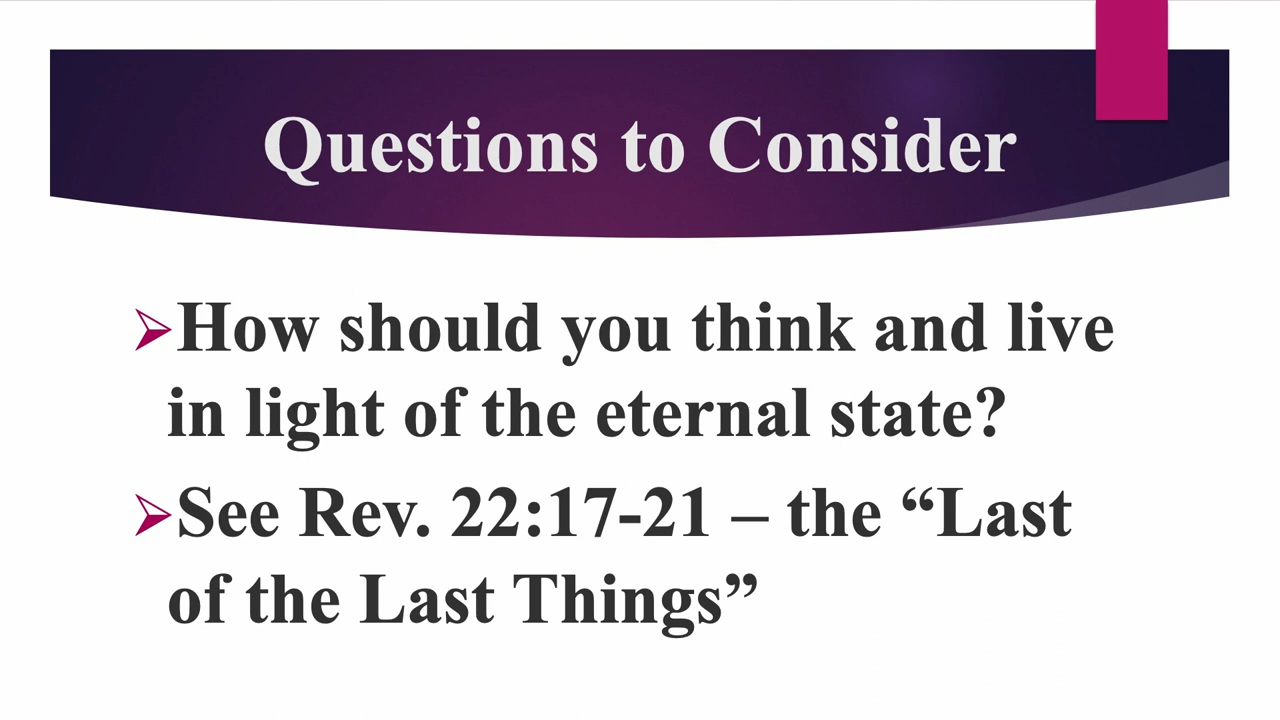 Questions to Consider
How should you think and live
in light of the eternal state?
See Rev. 22:17-21 – the “Last
of the Last Things”